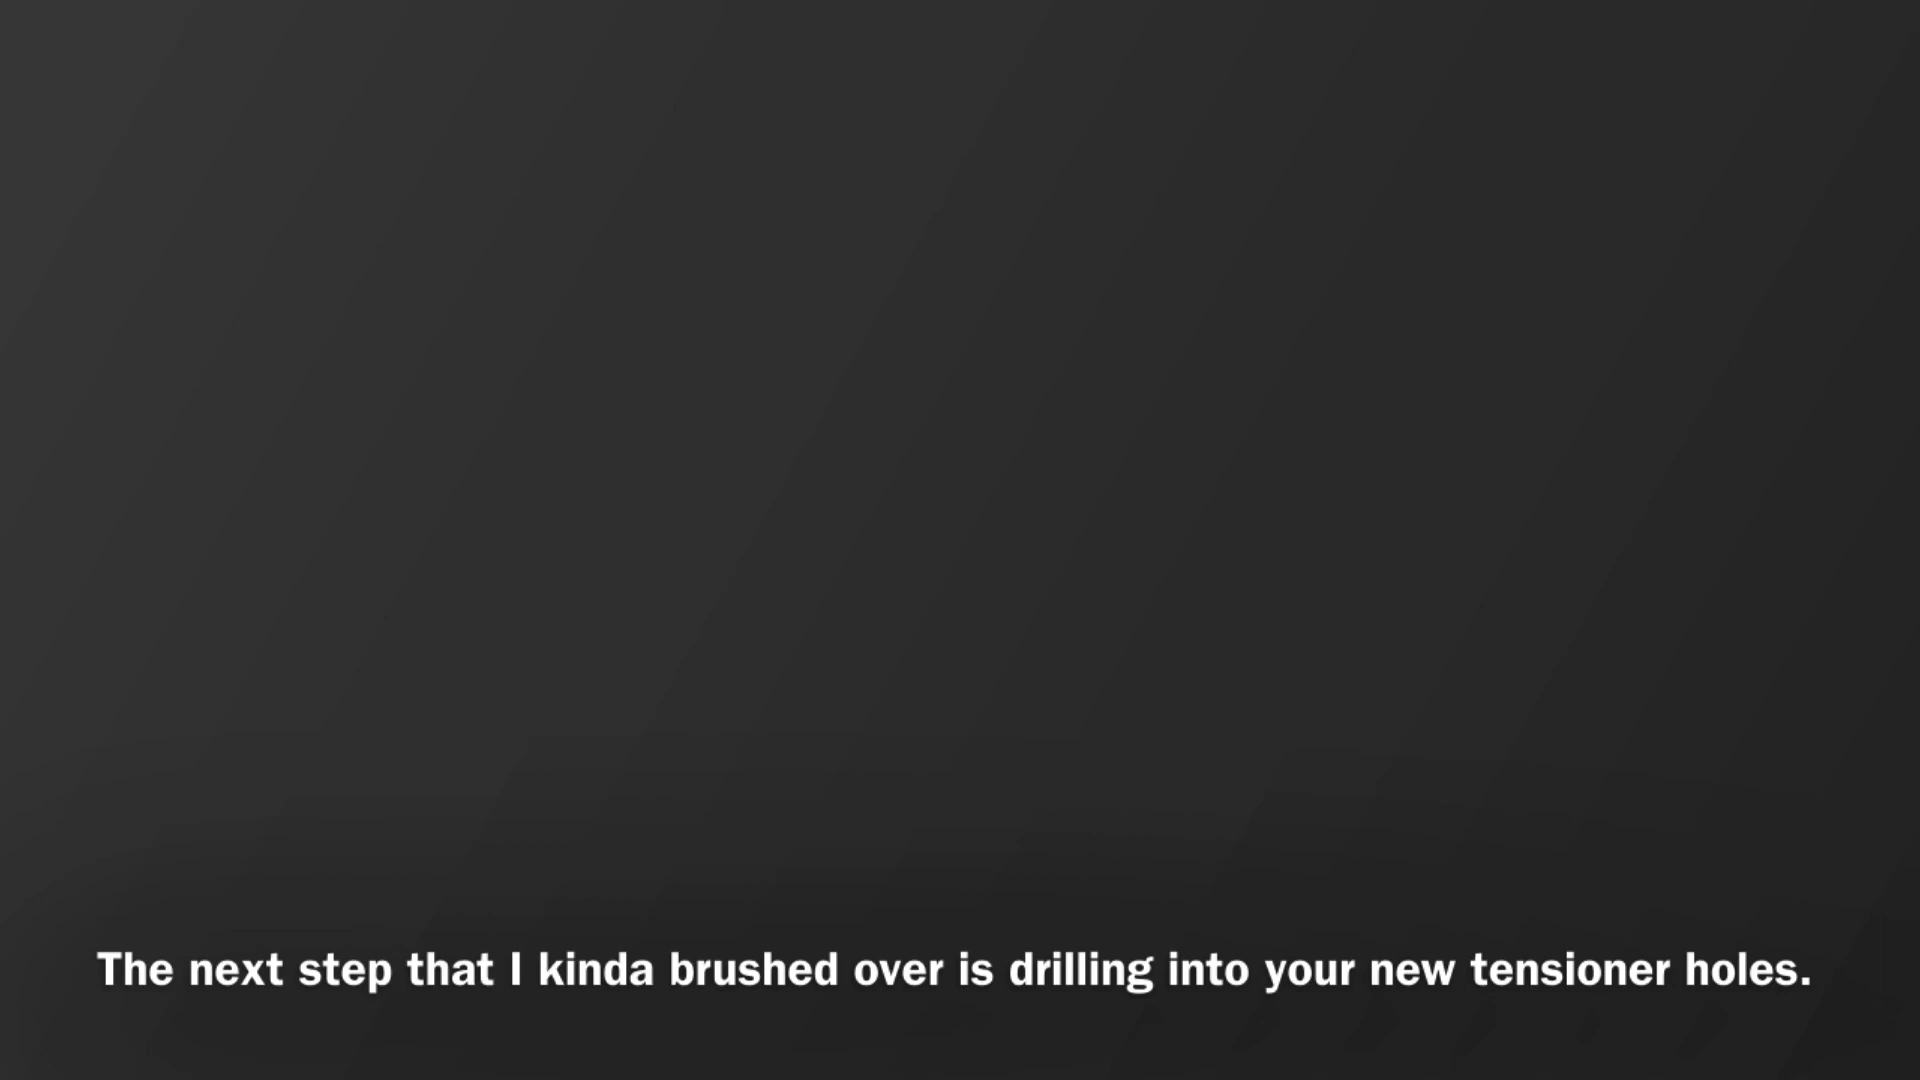 The next step that I kinda brushed over is drilling into your new tensioner holes.